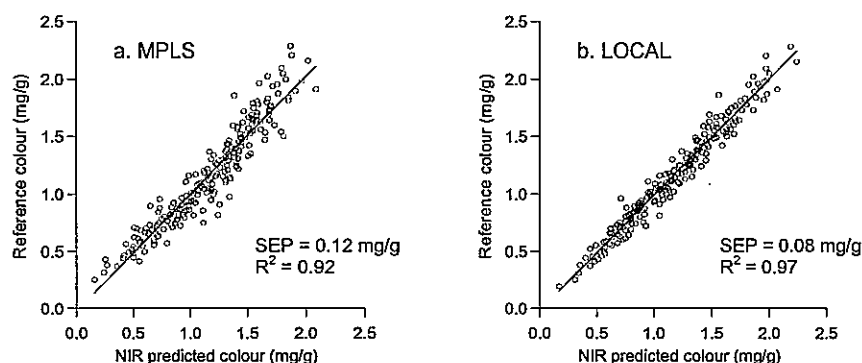 a. MPLS
Reference colour (mg/g)
2.5
2.0
1.5
1.0
0.5
0.0
SEP = 0.12 mg/g
R² = 0.92
0.0 0.5 1.0 1.5 2.0 2.5
NIR predicted colour (mg/g)
b. LOCAL
Reference colour (mg/g)
2.5
2.0
1.5
1.0
0.5
0.0
SEP = 0.08 mg/g
R² = 0.97
0.0 0.5 1.0 1.5 2.0 2.5
NIR predicted colour (mg/g)